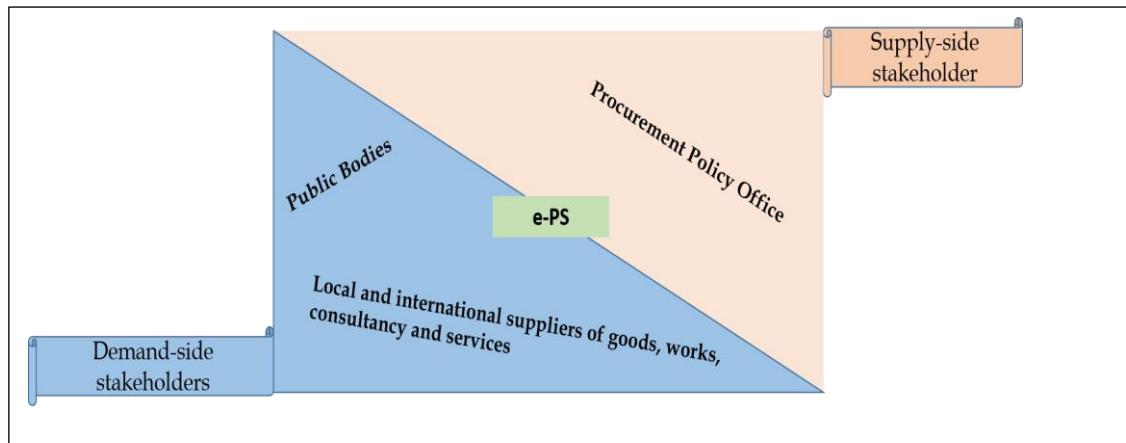 Supply-side
stakeholder
Procurement Policy Office
Public Bodies
e-PS
Local and international suppliers of goods, works,
consultancy and services
Demand-side
stakeholders